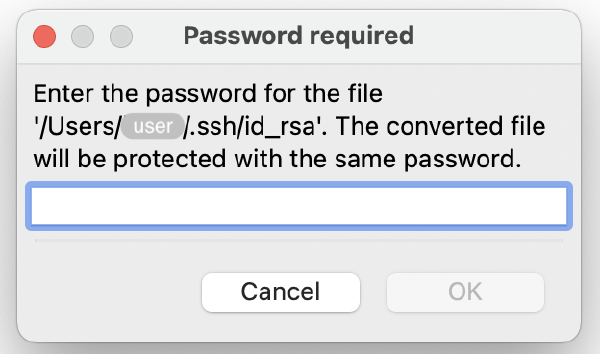 Password required
Enter the password for the file
'/Users/user/.ssh/id_rsa'. The converted file
will be protected with the same password.
Cancel
OK